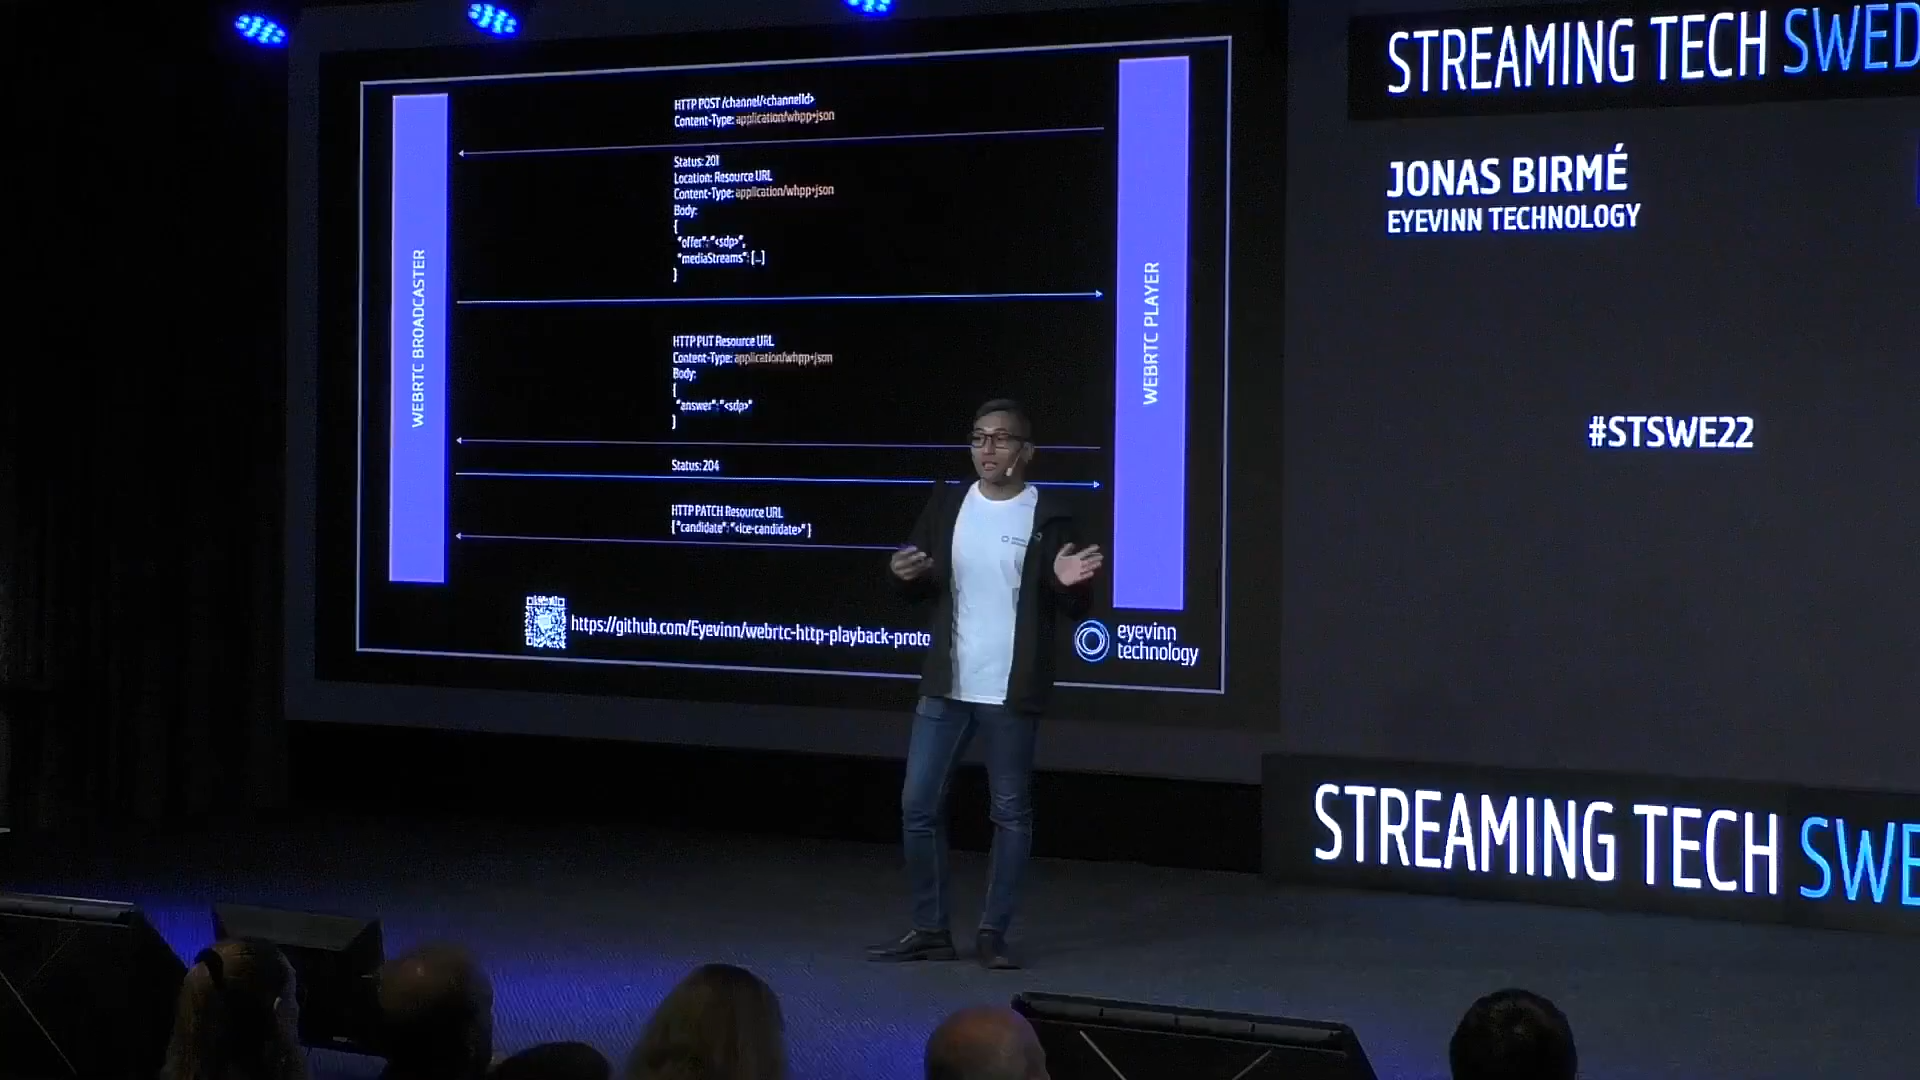 HTTP POST /channel/<channelId>
Content-Type: application/whpp+json
Status: 201
Location: Resource URL
Content-Type: application/whpp+json
Body:
{
"offer": "<sdp>",
"mediaStreams": [...]
}
HTTP PUT Resource URL
Content-Type: application/whpp+json
Body:
{
"answer": "<sdp>"
}
Status: 204
HTTP PATCH Resource URL
{ "candidate": "<ice-candidate>" }
WEBRTC BROADCASTER
WEBRTC PLAYER
https://github.com/Eyevinn/webrtc-http-playback-proto
eyevinn
technology
STREAMING TECH SWED
JONAS BIRMÉ
EYEVINN TECHNOLOGY
#STSWE22
STREAMING TECH SWE